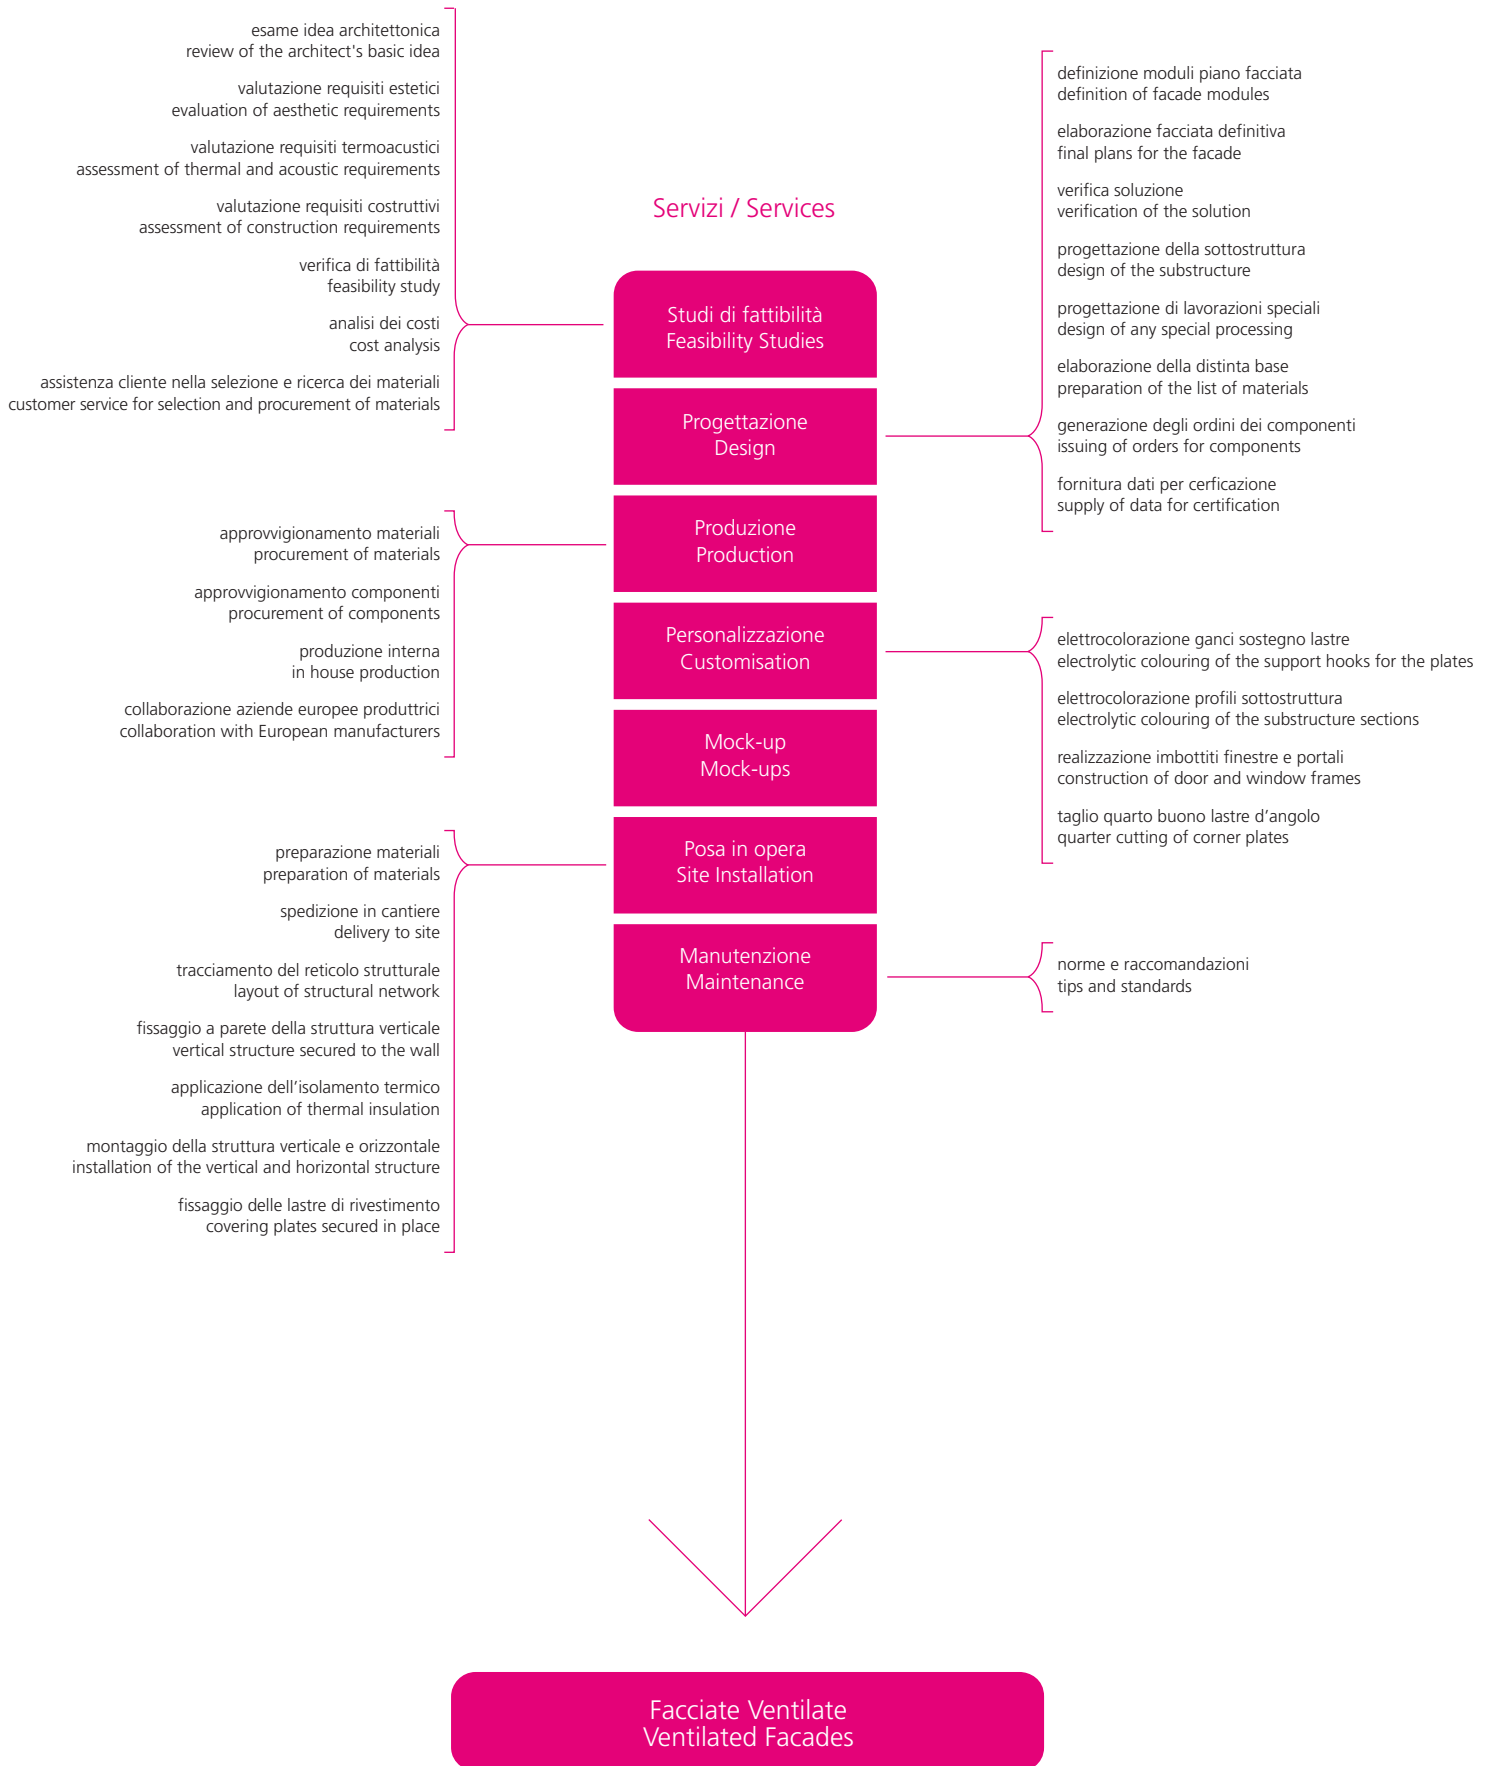 Servizi / Services
Studi di fattibilità
Feasibility Studies
esame idea architettonica
review of the architect's basic idea
valutazione requisiti estetici
evaluation of aesthetic requirements
valutazione requisiti termoacustici
assessment of thermal and acoustic requirements
valutazione requisiti costruttivi
assessment of construction requirements
verifica di fattibilità
feasibility study
analisi dei costi
cost analysis
assistenza cliente nella selezione e ricerca dei materiali
customer service for selection and procurement of materials
Progettazione
Design
definizione moduli piano facciata
definition of facade modules
elaborazione facciata definitiva
final plans for the facade
verifica soluzione
verification of the solution
progettazione della sottostruttura
design of the substructure
progettazione di lavorazioni speciali
design of any special processing
elaborazione della distinta base
preparation of the list of materials
generazione degli ordini dei componenti
issuing of orders for components
fornitura dati per cerficazione
supply of data for certification
Produzione
Production
approvvigionamento materiali
procurement of materials
approvvigionamento componenti
procurement of components
produzione interna
in house production
collaborazione aziende europee produttrici
collaboration with European manufacturers
Personalizzazione
Customisation
elettrocolorazione ganci sostegno lastre
electrolytic colouring of the support hooks for the plates
elettrocolorazione profili sottostruttura
electrolytic colouring of the substructure sections
realizzazione imbottiti finestre e portali
construction of door and window frames
taglio quarto buono lastre d’angolo
quarter cutting of corner plates
Mock-up
Mock-ups
Posa in opera
Site Installation
preparazione materiali
preparation of materials
spedizione in cantiere
delivery to site
tracciamento del reticolo strutturale
layout of structural network
fissaggio a parete della struttura verticale
vertical structure secured to the wall
applicazione dell’isolamento termico
application of thermal insulation
montaggio della struttura verticale e orizzontale
installation of the vertical and horizontal structure
fissaggio delle lastre di rivestimento
covering plates secured in place
Manutenzione
Maintenance
norme e raccomandazioni
tips and standards
Facciate Ventilate
Ventilated Facades